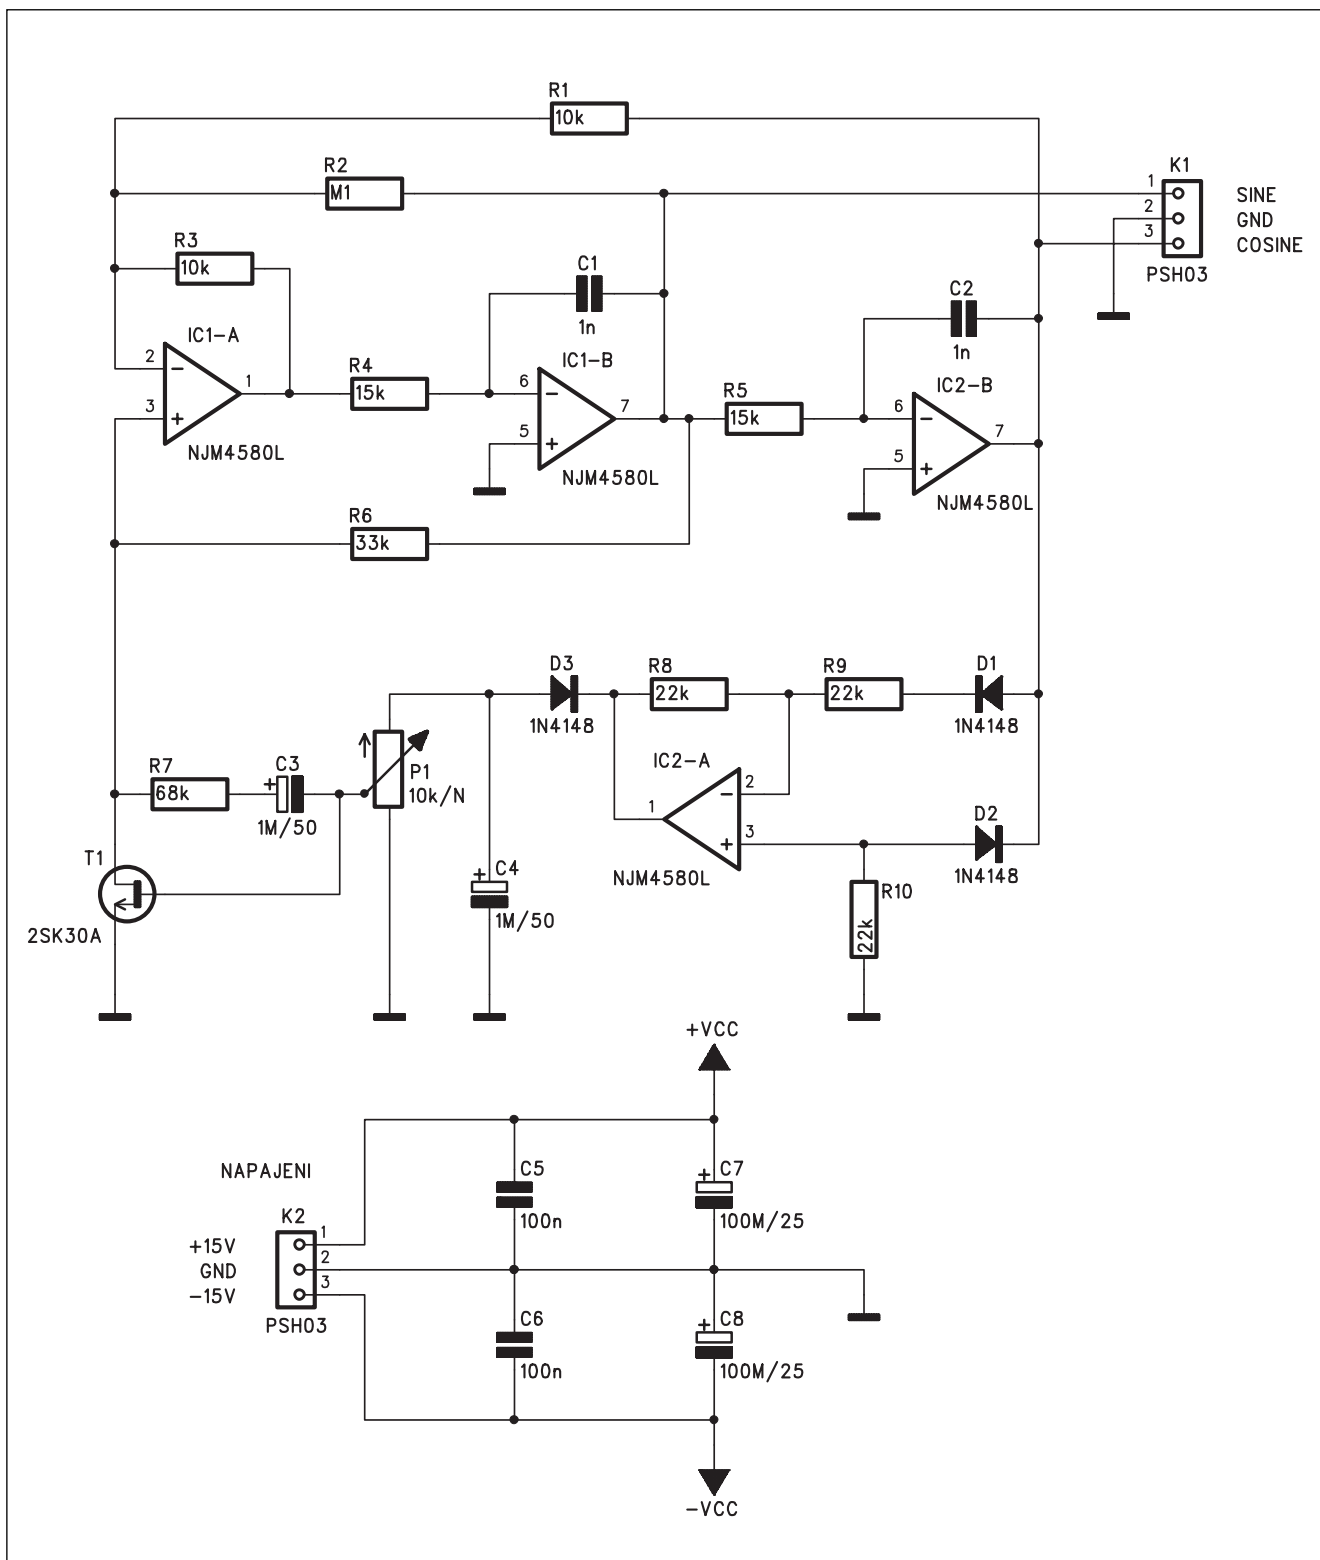 R1
10k
R2
M1
K1
1
2
3
SINE
GND
COSINE
PSH03
R3
10k
C1
1n
C2
1n
IC1-A
2
3
1
NJM4580L
R4
15k
IC1-B
6
5
7
NJM4580L
R5
15k
IC2-B
6
5
7
NJM4580L
R6
33k
D3
1N4148
R8
22k
R9
22k
D1
1N4148
IC2-A
1
2
3
NJM4580L
R7
68k
C3
+
1M/50
P1
10k/N
D2
1N4148
T1
2SK30A
C4
+
1M/50
R10
22k
+VCC
NAPAJENI
C5
100n
C7
+
100M/25
K2
+15V
GND
-15V
1
2
3
PSH03
C6
100n
C8
+
100M/25
-VCC